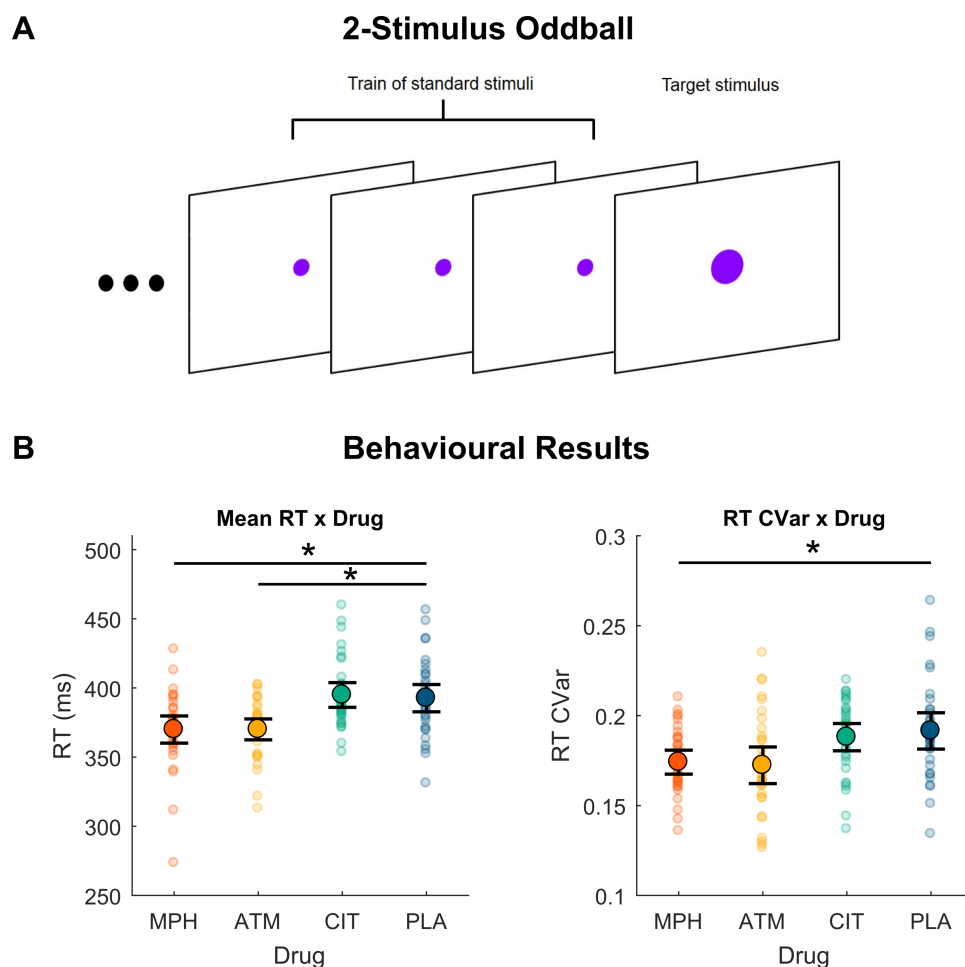 A
2-Stimulus Oddball
Train of standard stimuli
Target stimulus
B
Behavioural Results
Mean RT x Drug
*
*
500
450
400
350
300
250
RT (ms)
MPH ATM CIT PLA
Drug
RT CVar x Drug
*
0.3
0.25
0.2
0.15
0.1
RT CVar
MPH ATM CIT PLA
Drug